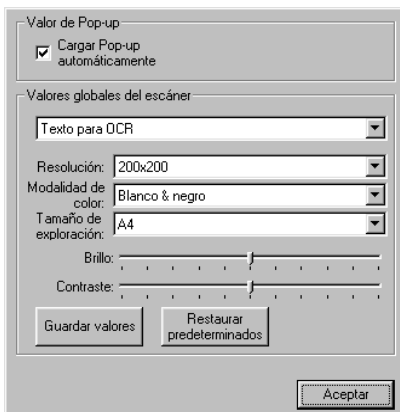 Valor de Pop-up
Cargar Pop-up
automáticamente
Valores globales del escáner
Texto para OCR
Resolución: 200x200
Modalidad de
color: Blanco & negro
Tamaño de
exploración: A4
Brillo:
Contraste:
Guardar valores
Restaurar
predeterminados
Aceptar